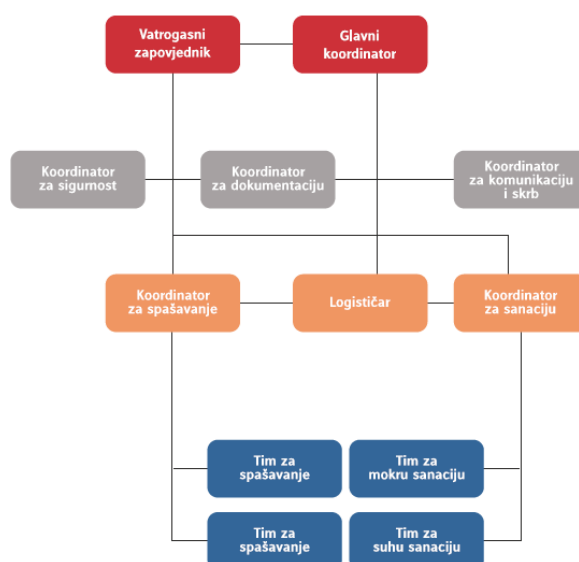 Vatrogasni
zapovjednik
Glavni
koordinator
Koordinator
za sigurnost
Koordinator
za dokumentaciju
Koordinator
za komunikaciju
i skrb
Koordinator
za spašavanje
Logističar
Koordinator
za sanaciju
Tim za
spašavanje
Tim za
mokru sanaciju
Tim za
spašavanje
Tim za
suhu sanaciju